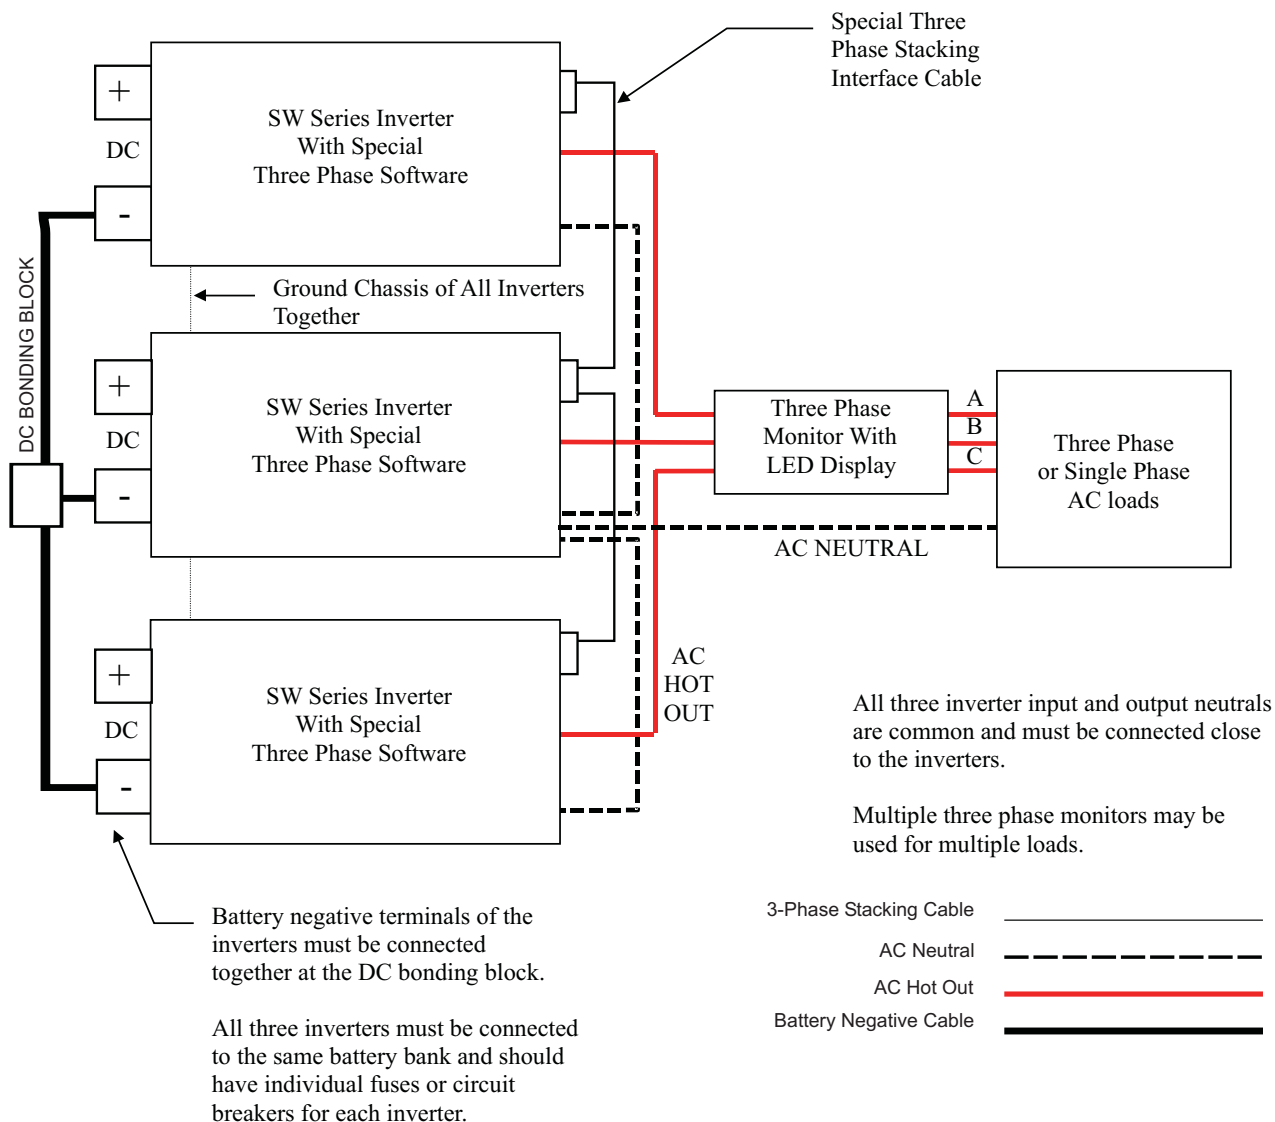 Special Three
Phase Stacking
Interface Cable
+
DC
-
SW Series Inverter
With Special
Three Phase Software
Ground Chassis of All Inverters
Together
DC BONDING BLOCK
+
DC
-
SW Series Inverter
With Special
Three Phase Software
Three Phase
Monitor With
LED Display
A
B
C
Three Phase
or Single Phase
AC loads
AC NEUTRAL
+
DC
-
SW Series Inverter
With Special
Three Phase Software
AC
HOT
OUT
All three inverter input and output neutrals
are common and must be connected close
to the inverters.
Multiple three phase monitors may be
used for multiple loads.
Battery negative terminals of the
inverters must be connected
together at the DC bonding block.
All three inverters must be connected
to the same battery bank and should
have individual fuses or circuit
breakers for each inverter.
3-Phase Stacking Cable
AC Neutral
AC Hot Out
Battery Negative Cable